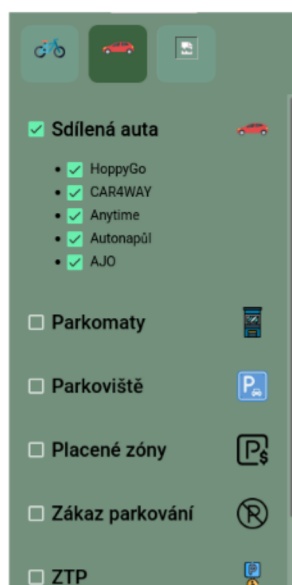 Sdílená auta
HoppyGo
CAR4WAY
Anytime
Autonapůl
AJO
Parkomaty
Parkoviště
Placené zóny
Zákaz parkování
ZTP